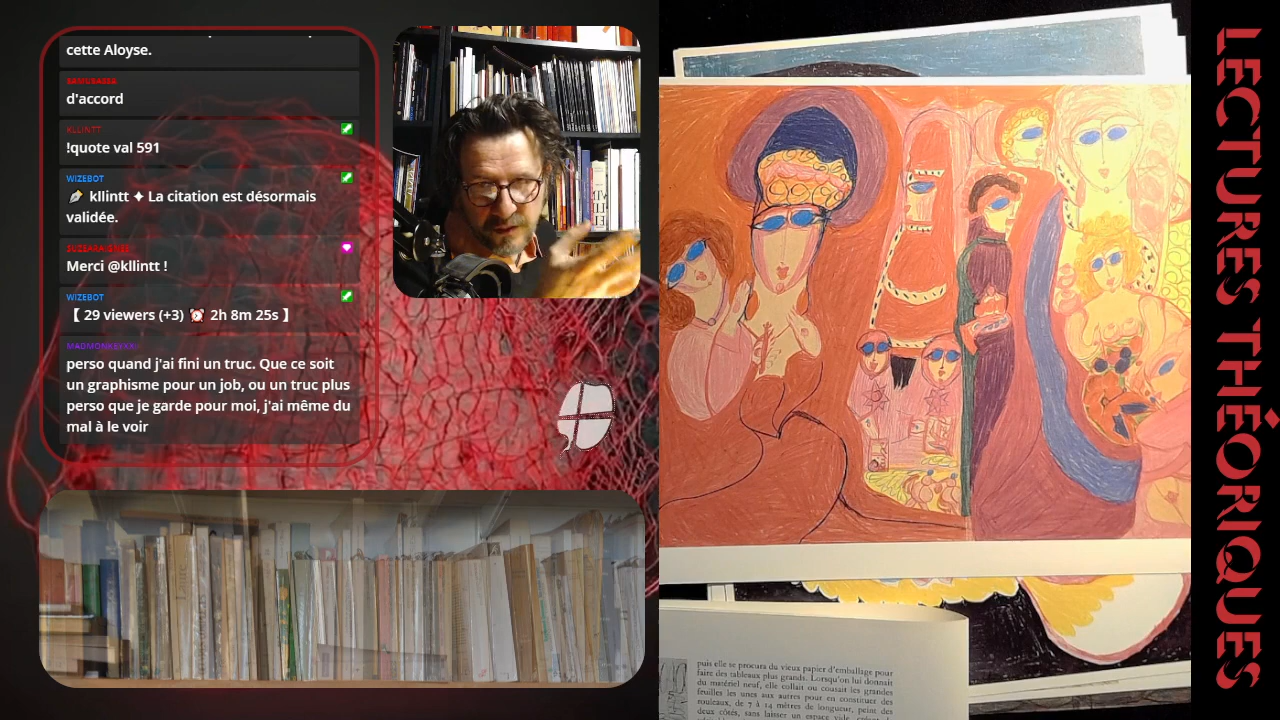 cette Aloyse.
d'accord
KLLINTT
!quote val 591
WIZEBOT
kllintt ✦ La citation est désormais
validée.
Merci @kllintt !
WIZEBOT
【 29 viewers (+3) ⏰ 2h 8m 25s 】
perso quand j'ai fini un truc. Que ce soit
un graphisme pour un job, ou un truc plus
perso que je garde pour moi, j'ai même du
mal à le voir
puis elle se procura du vieux papier d'emballage pour
faire des tableaux plus grands. Lorsqu'on lui donnait
du matériel neuf, elle collait ou cousait les grandes
feuilles les unes aux autres pour en constituer des
rouleaux, de 7 à 14 mètres de longueur, peint des
deux côtés, sans laisser un espace vide,
LECTURES THÉORIQUES